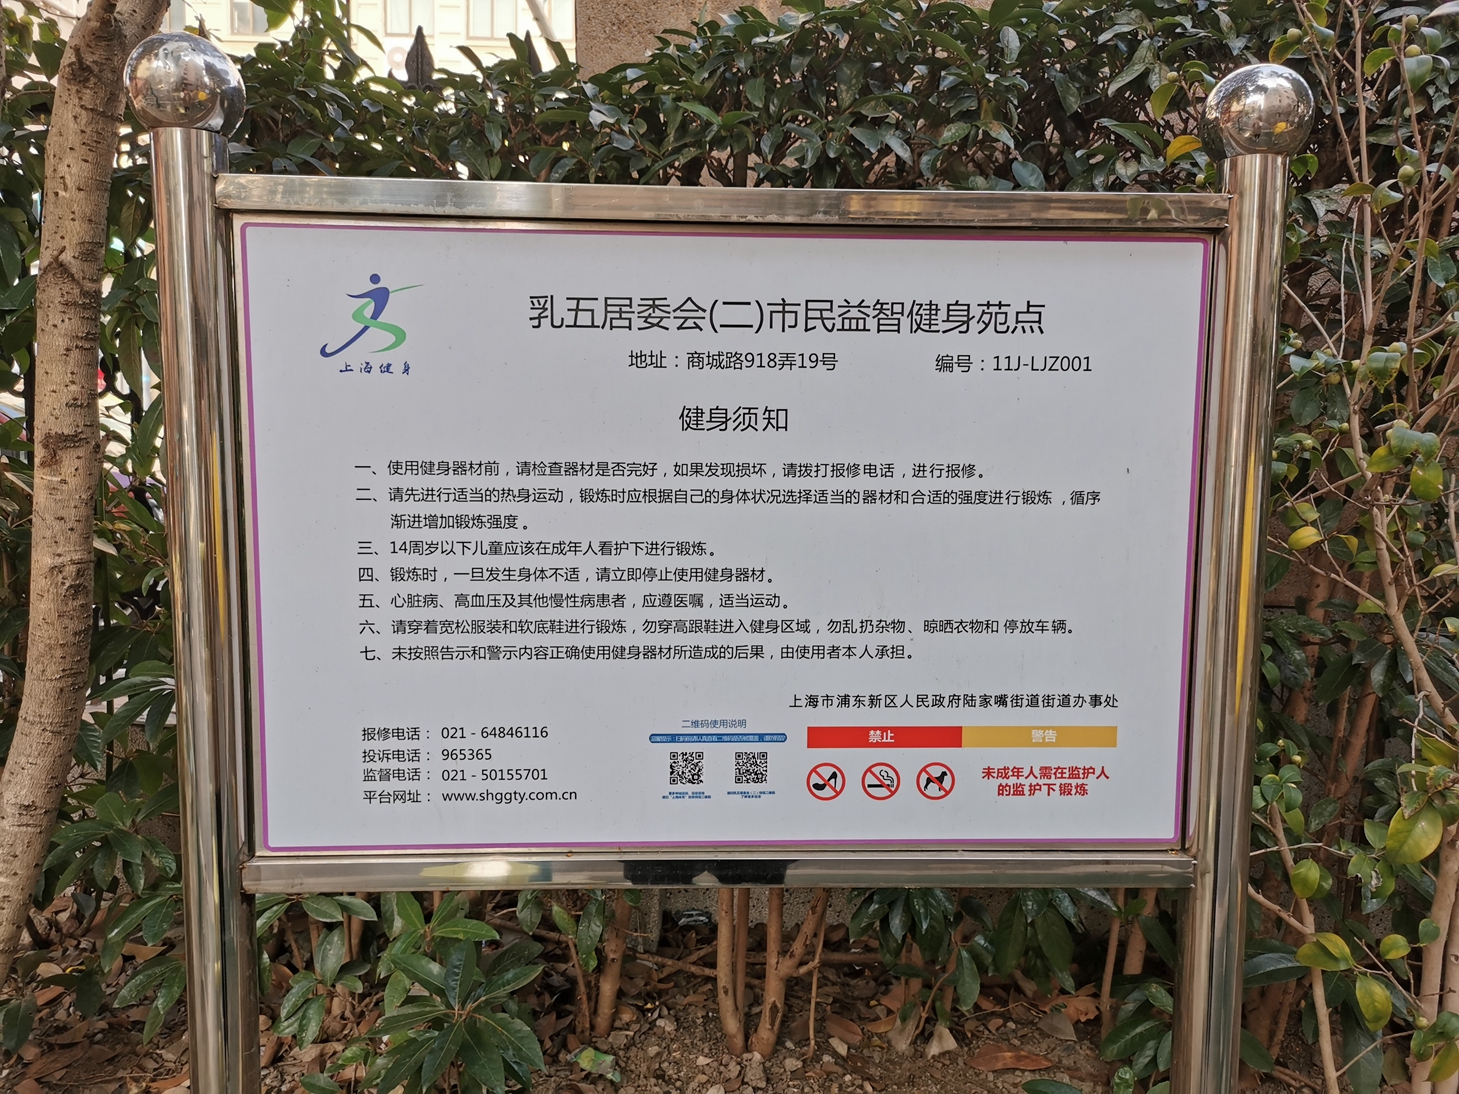 上海健身
乳五居委会(二)市民益智健身苑点
地址：商城路918弄19号 编号：11J-LJZ001
健身须知
一、使用健身器材前，请检查器材是否完好，如果发现损坏，请拨打报修电话，进行报修。
二、请先进行适当的热身运动，锻炼时应根据自己的身体状况选择适当的器材和合适的强度进行锻炼，循序
渐进增加锻炼强度。
三、14周岁以下儿童应该在成年人看护下进行锻炼。
四、锻炼时，一旦发生身体不适，请立即停止使用健身器材。
五、心脏病、高血压及其他慢性病患者，应遵医嘱，适当运动。
六、请穿着宽松服装和软底鞋进行锻炼，勿穿高跟鞋进入健身区域，勿乱扔杂物、晾晒衣物和停放车辆。
七、未按照告示和警示内容正确使用健身器材所造成的后果，由使用者本人承担。
上海市浦东新区人民政府陆家嘴街道街道办事处
报修电话： 021 - 64846116
投诉电话： 965365
监督电话： 021 - 50155701
平台网址： www.shggty.com.cn
二维码使用说明
禁止 警告
未成年人需在监护人
的监护下锻炼